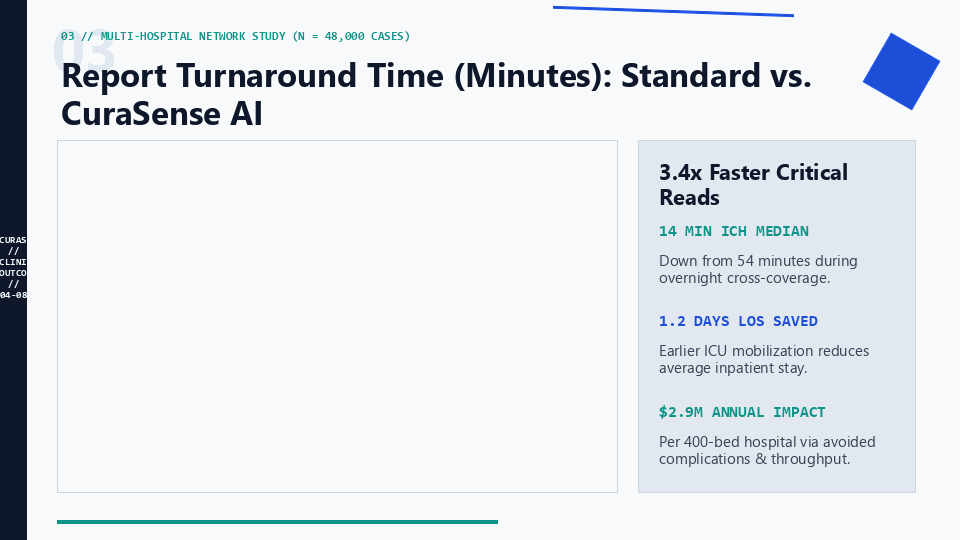 03
03 // MULTI-HOSPITAL NETWORK STUDY (N = 48,000 CASES)
Report Turnaround Time (Minutes): Standard vs.
CuraSense AI
CURAS
//
CLINI
OUTCO
//
04-08
3.4x Faster Critical
Reads
14 MIN ICH MEDIAN
Down from 54 minutes during
overnight cross-coverage.
1.2 DAYS LOS SAVED
Earlier ICU mobilization reduces
average inpatient stay.
$2.9M ANNUAL IMPACT
Per 400-bed hospital via avoided
complications & throughput.